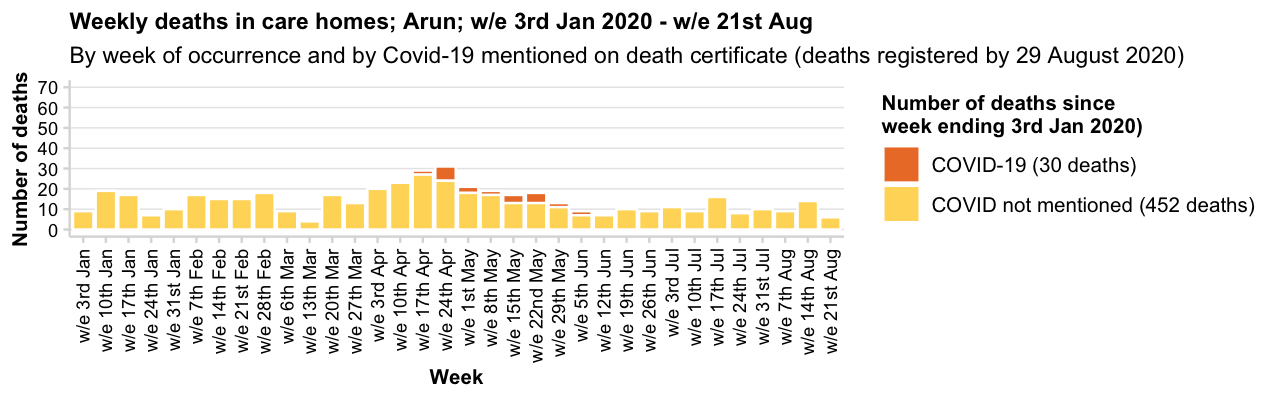 Weekly deaths in care homes; Arun; w/e 3rd Jan 2020 - w/e 21st Aug
By week of occurrence and by Covid-19 mentioned on death certificate (deaths registered by 29 August 2020)
Number of deaths
70
60
50
40
30
20
10
0
w/e 3rd Jan
w/e 10th Jan
w/e 17th Jan
w/e 24th Jan
w/e 31st Jan
w/e 7th Feb
w/e 14th Feb
w/e 21st Feb
w/e 28th Feb
w/e 6th Mar
w/e 13th Mar
w/e 20th Mar
w/e 27th Mar
w/e 3rd Apr
w/e 10th Apr
w/e 17th Apr
w/e 24th Apr
w/e 1st May
w/e 8th May
w/e 15th May
w/e 22nd May
w/e 29th May
w/e 5th Jun
w/e 12th Jun
w/e 19th Jun
w/e 26th Jun
w/e 3rd Jul
w/e 10th Jul
w/e 17th Jul
w/e 24th Jul
w/e 31st Jul
w/e 7th Aug
w/e 14th Aug
w/e 21st Aug
Week
Number of deaths since
week ending 3rd Jan 2020)
COVID-19 (30 deaths)
COVID not mentioned (452 deaths)